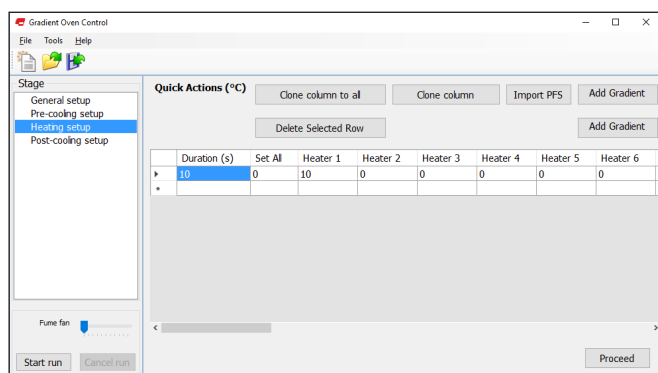 Gradient Oven Control
File Tools Help
Stage
General setup
Pre-cooling setup
Heating setup
Post-cooling setup
Fume fan
Start run Cancel run
Quick Actions (°C) Clone column to all Clone column Import PFS Add Gradient
Delete Selected Row Add Gradient
Duration (s) Set All Heater 1 Heater 2 Heater 3 Heater 4 Heater 5 Heater 6
10 0 10 0 0 0 0 0
Proceed